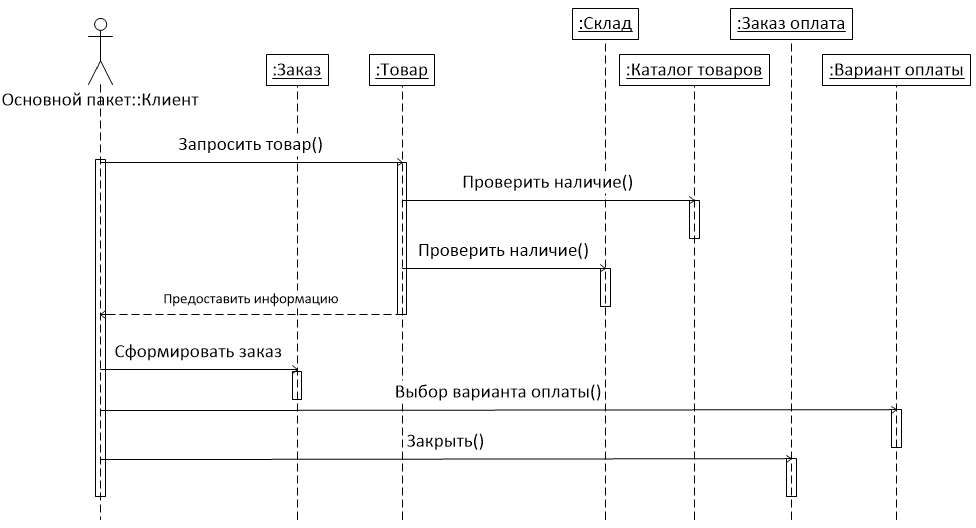 :Склад
:Заказ оплата
:Заказ
:Товар
:Каталог товаров
:Вариант оплаты
Основной пакет::Клиент
Запросить товар()
Проверить наличие()
Проверить наличие()
Предоставить информацию
Сформировать заказ
Выбор варианта оплаты()
Закрыть()